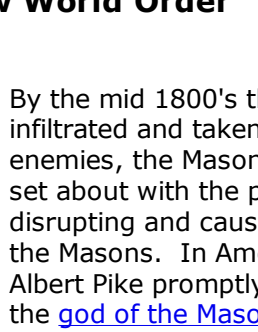 World Order
By the mid 1800's
infiltrated and taken
enemies, the Mason
set about with the
disrupting and caus
the Masons. In Am
Albert Pike promptly
the god of the Maso